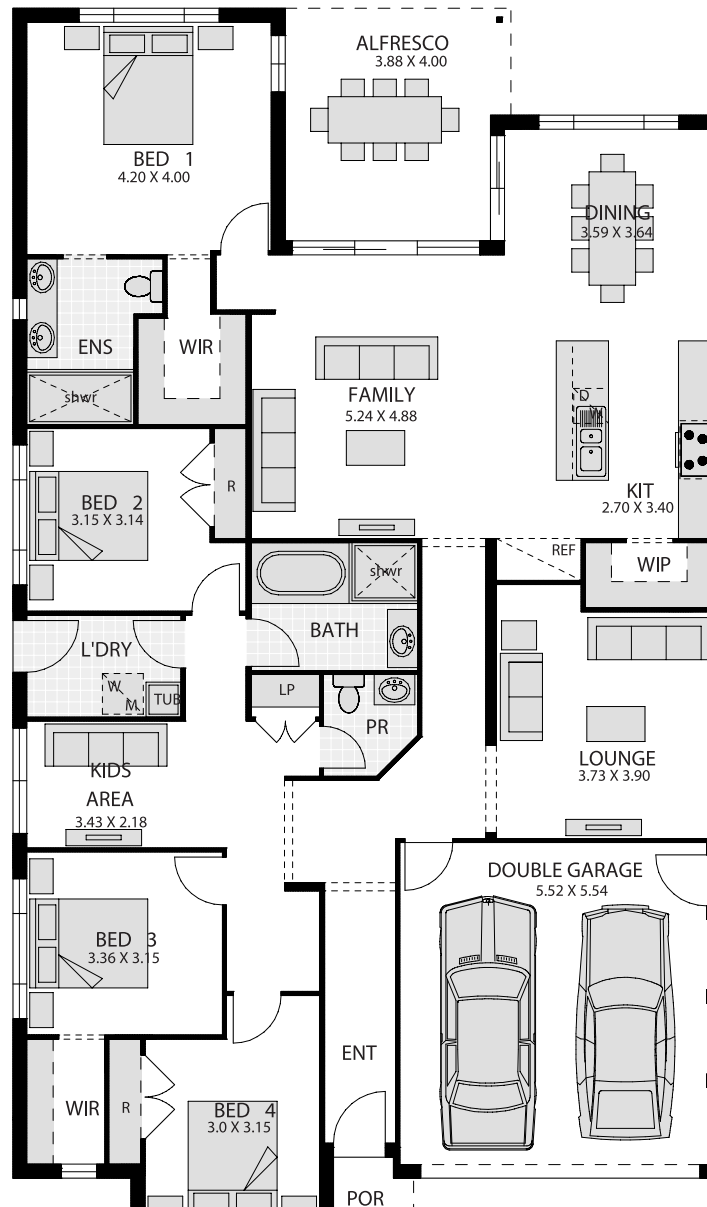 ALFRESCO
3.88 X 4.00
BED 1
4.20 X 4.00
DINING
3.59 X 3.64
ENS
WIR
shwr
FAMILY
5.24 X 4.88
D
W
KIT
2.70 X 3.40
BED 2
3.15 X 3.14
R
REF
WIP
shwr
BATH
L'DRY
W
M
TUB
LP
PR
LOUNGE
3.73 X 3.90
KIDS
AREA
3.43 X 2.18
DOUBLE GARAGE
5.52 X 5.54
BED 3
3.36 X 3.15
ENT
WIR
R
BED 4
3.0 X 3.15
POR